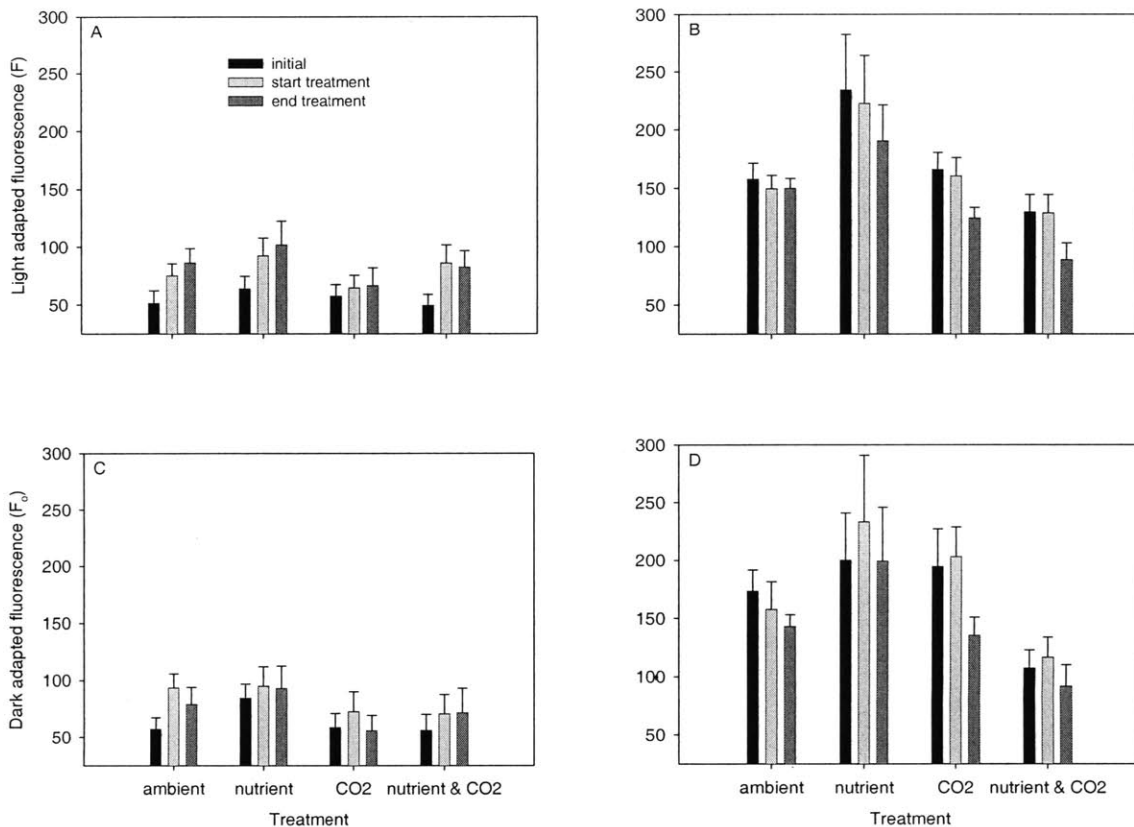 A
300
250
200
150
100
50
Light adapted fluorescence (F)
initial
start treatment
end treatment
B
300
250
200
150
100
50
C
300
250
200
150
100
50
Dark adapted fluorescence (Fₒ)
ambient nutrient CO2 nutrient & CO2
Treatment
D
300
250
200
150
100
50
ambient nutrient CO2 nutrient & CO2
Treatment